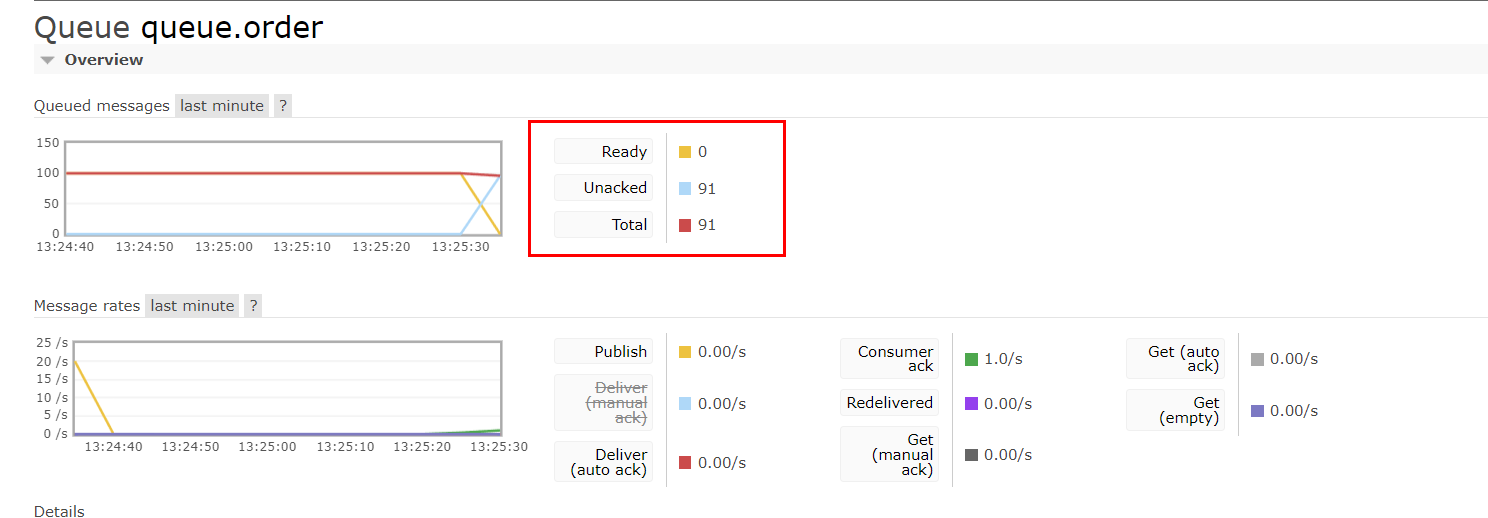 Queue queue.order
Overview
Queued messages last minute ?
150
100
50
0
13:24:40 13:24:50 13:25:00 13:25:10 13:25:20 13:25:30
Ready 0
Unacked 91
Total 91
Message rates last minute ?
25 /s
20 /s
15 /s
10 /s
5 /s
0 /s
13:24:40 13:24:50 13:25:00 13:25:10 13:25:20 13:25:30
Publish 0.00/s
Deliver
(manual 0.00/s
ack)
Deliver
(auto ack) 0.00/s
Consumer
ack 1.0/s
Redelivered 0.00/s
Get
(manual 0.00/s
ack)
Get (auto
ack) 0.00/s
Get
(empty) 0.00/s
Details